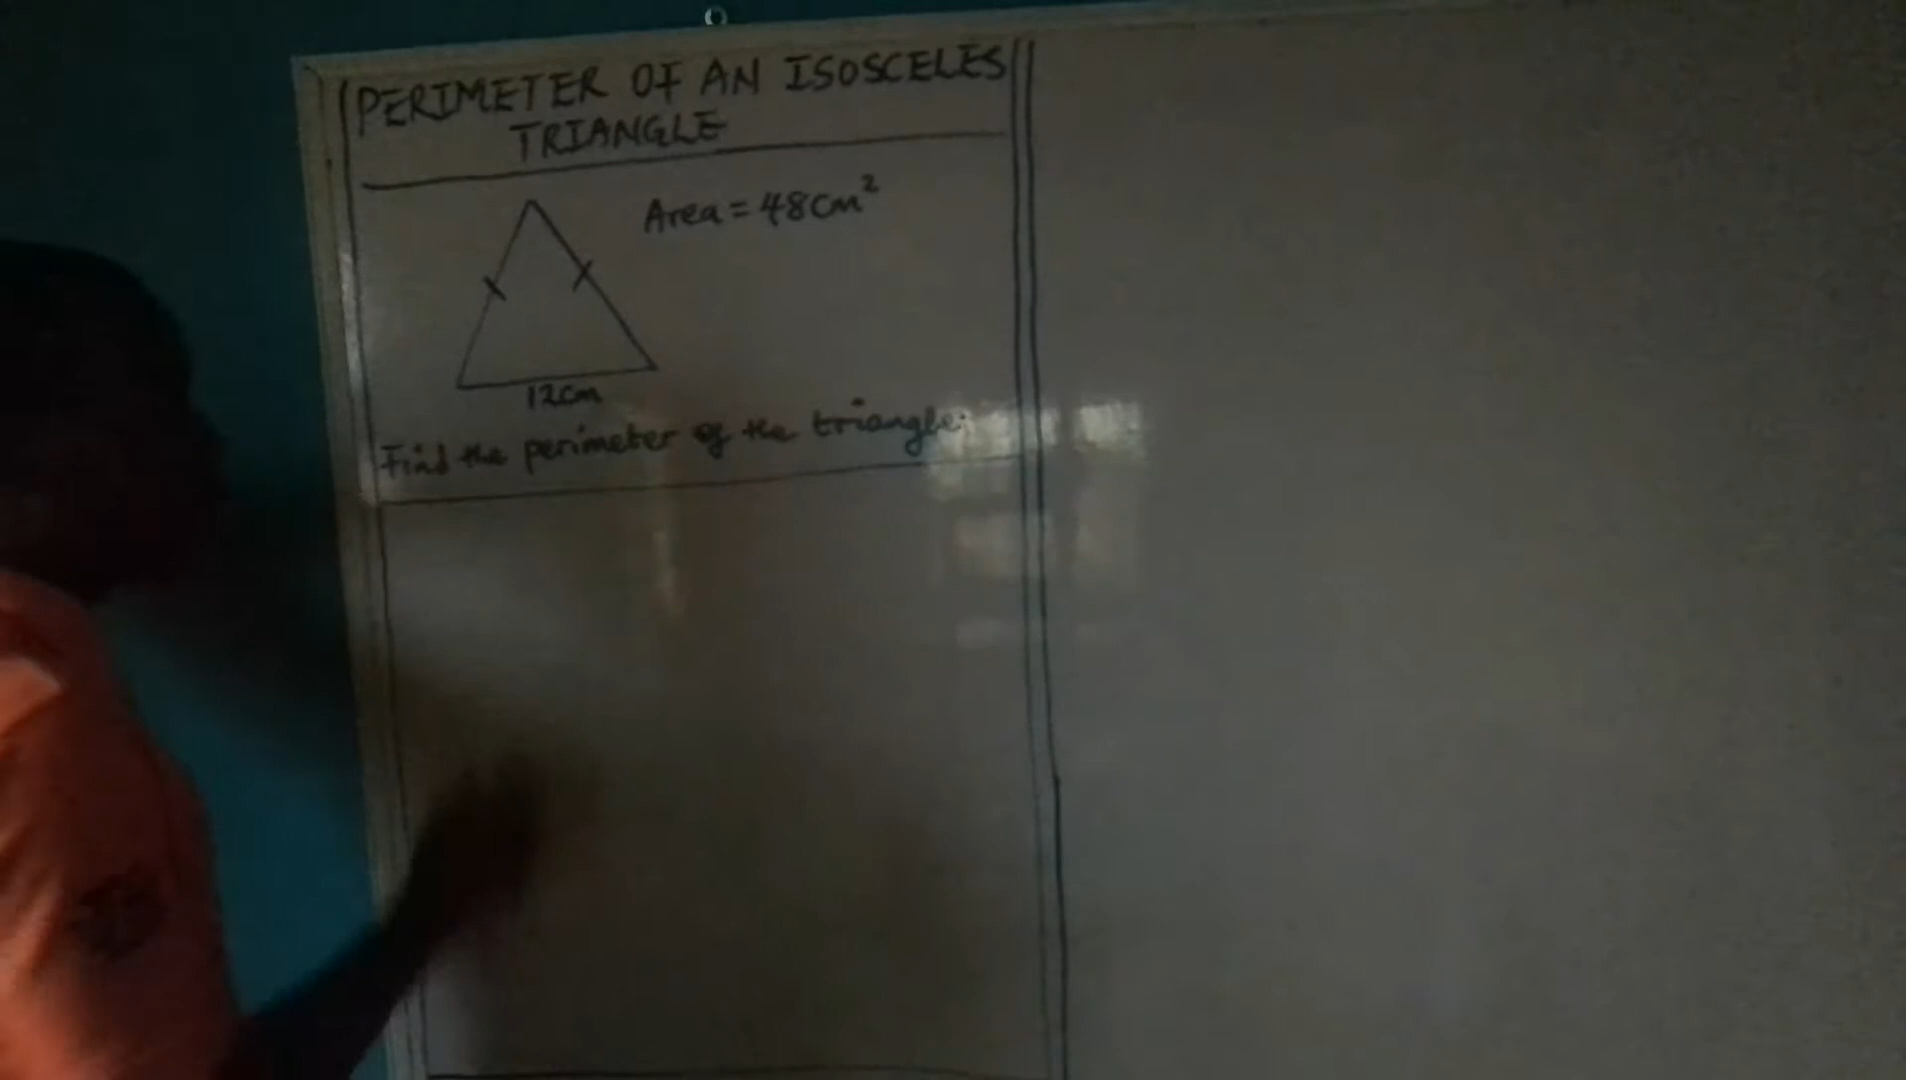 PERIMETER OF AN ISOSCELES
TRIANGLE
Area = 48cm²
12cm
Find the perimeter of the triangle.